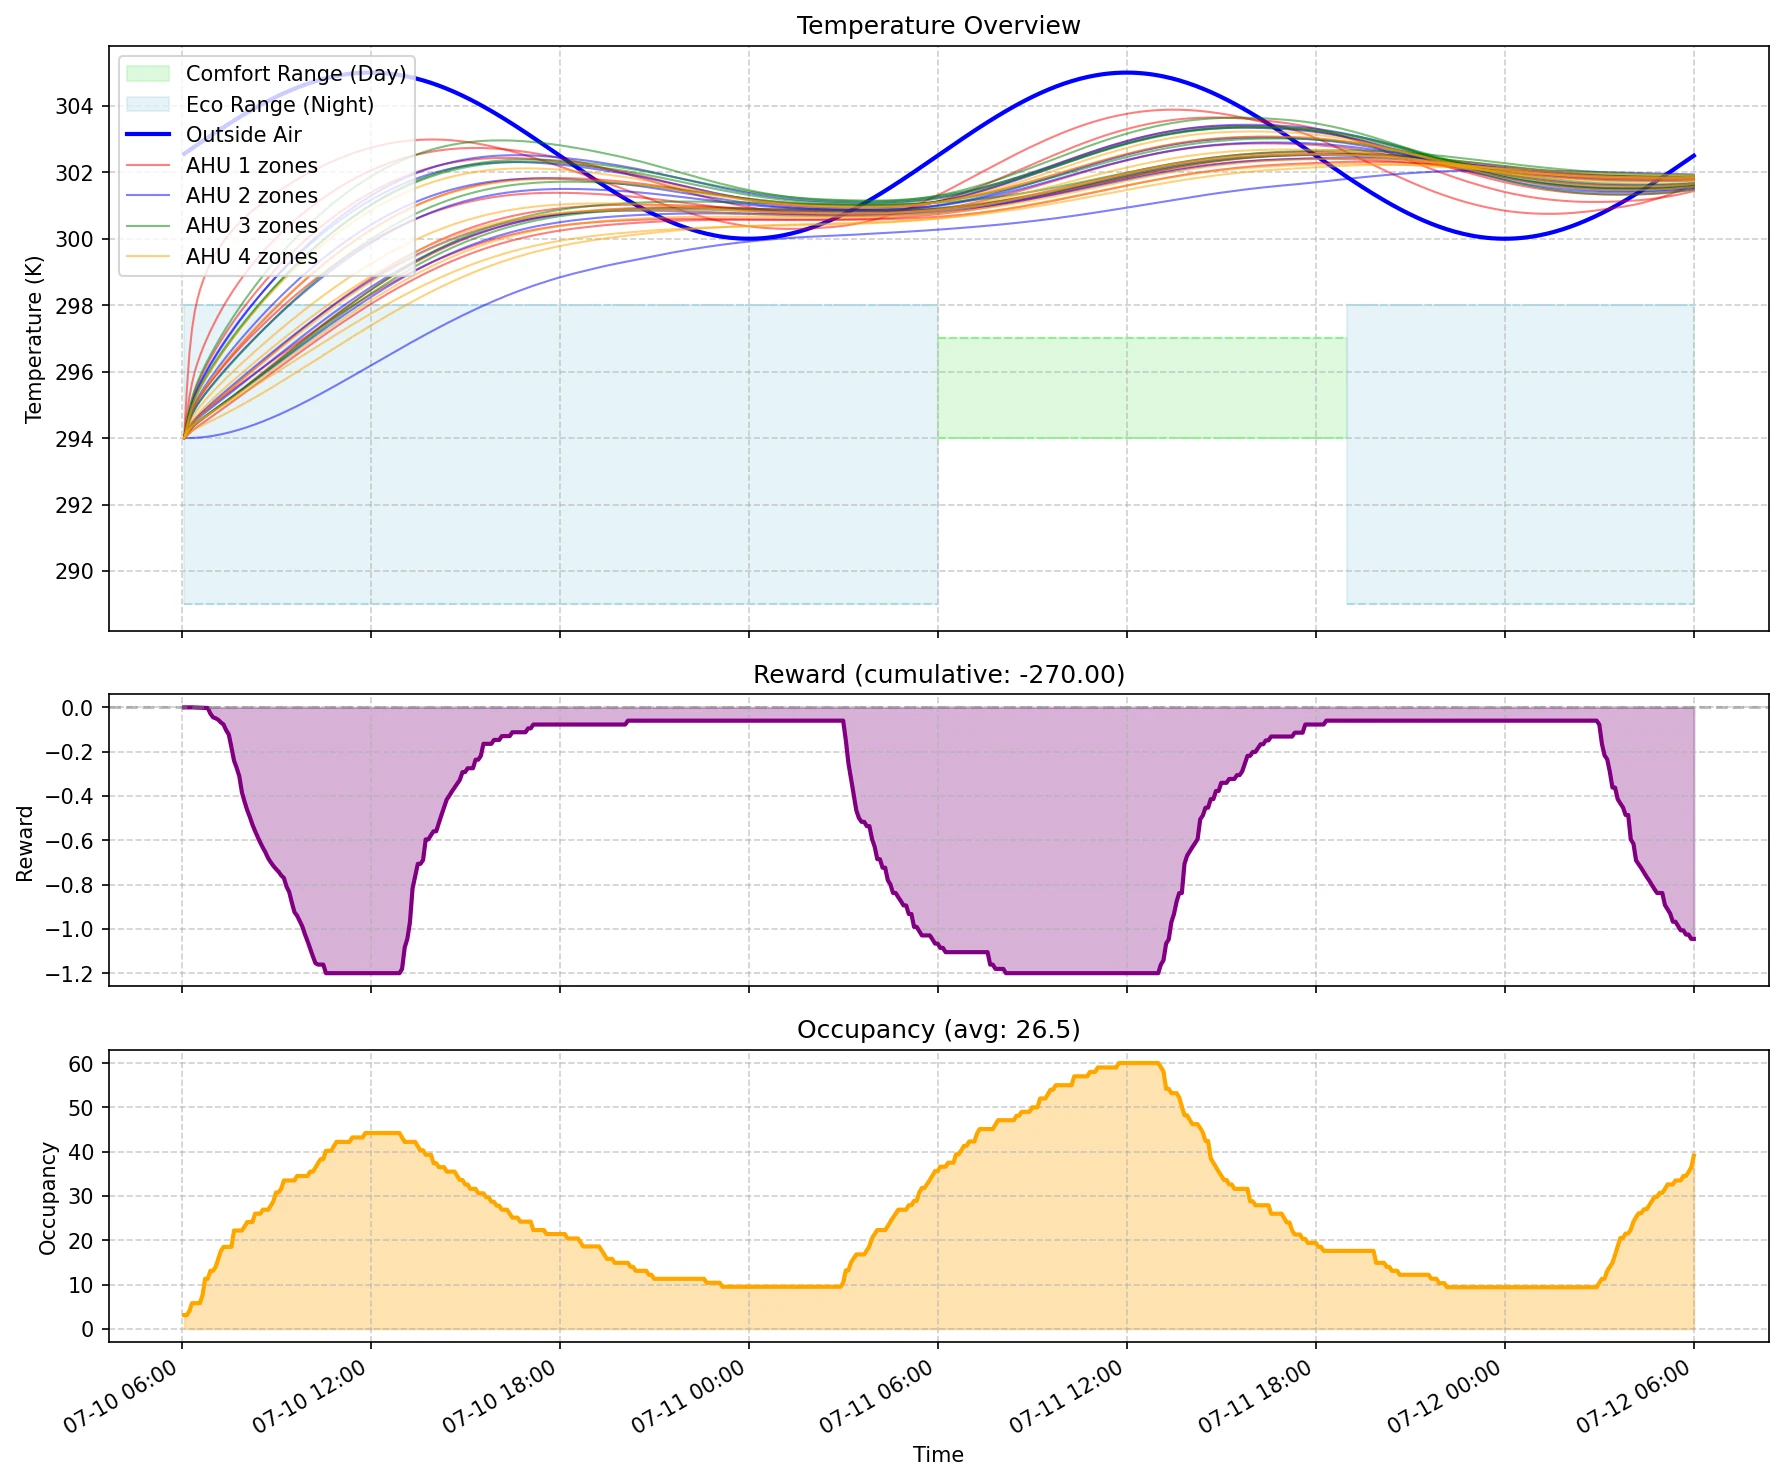 Temperature Overview
Comfort Range (Day)
Eco Range (Night)
Outside Air
AHU 1 zones
AHU 2 zones
AHU 3 zones
AHU 4 zones
Temperature (K)
304
302
300
298
296
294
292
290
Reward (cumulative: -270.00)
Reward
0.0
−0.2
−0.4
−0.6
−0.8
−1.0
−1.2
Occupancy (avg: 26.5)
Occupancy
60
50
40
30
20
10
0
07-10 06:00
07-10 12:00
07-10 18:00
07-11 00:00
07-11 06:00
07-11 12:00
07-11 18:00
07-12 00:00
07-12 06:00
Time